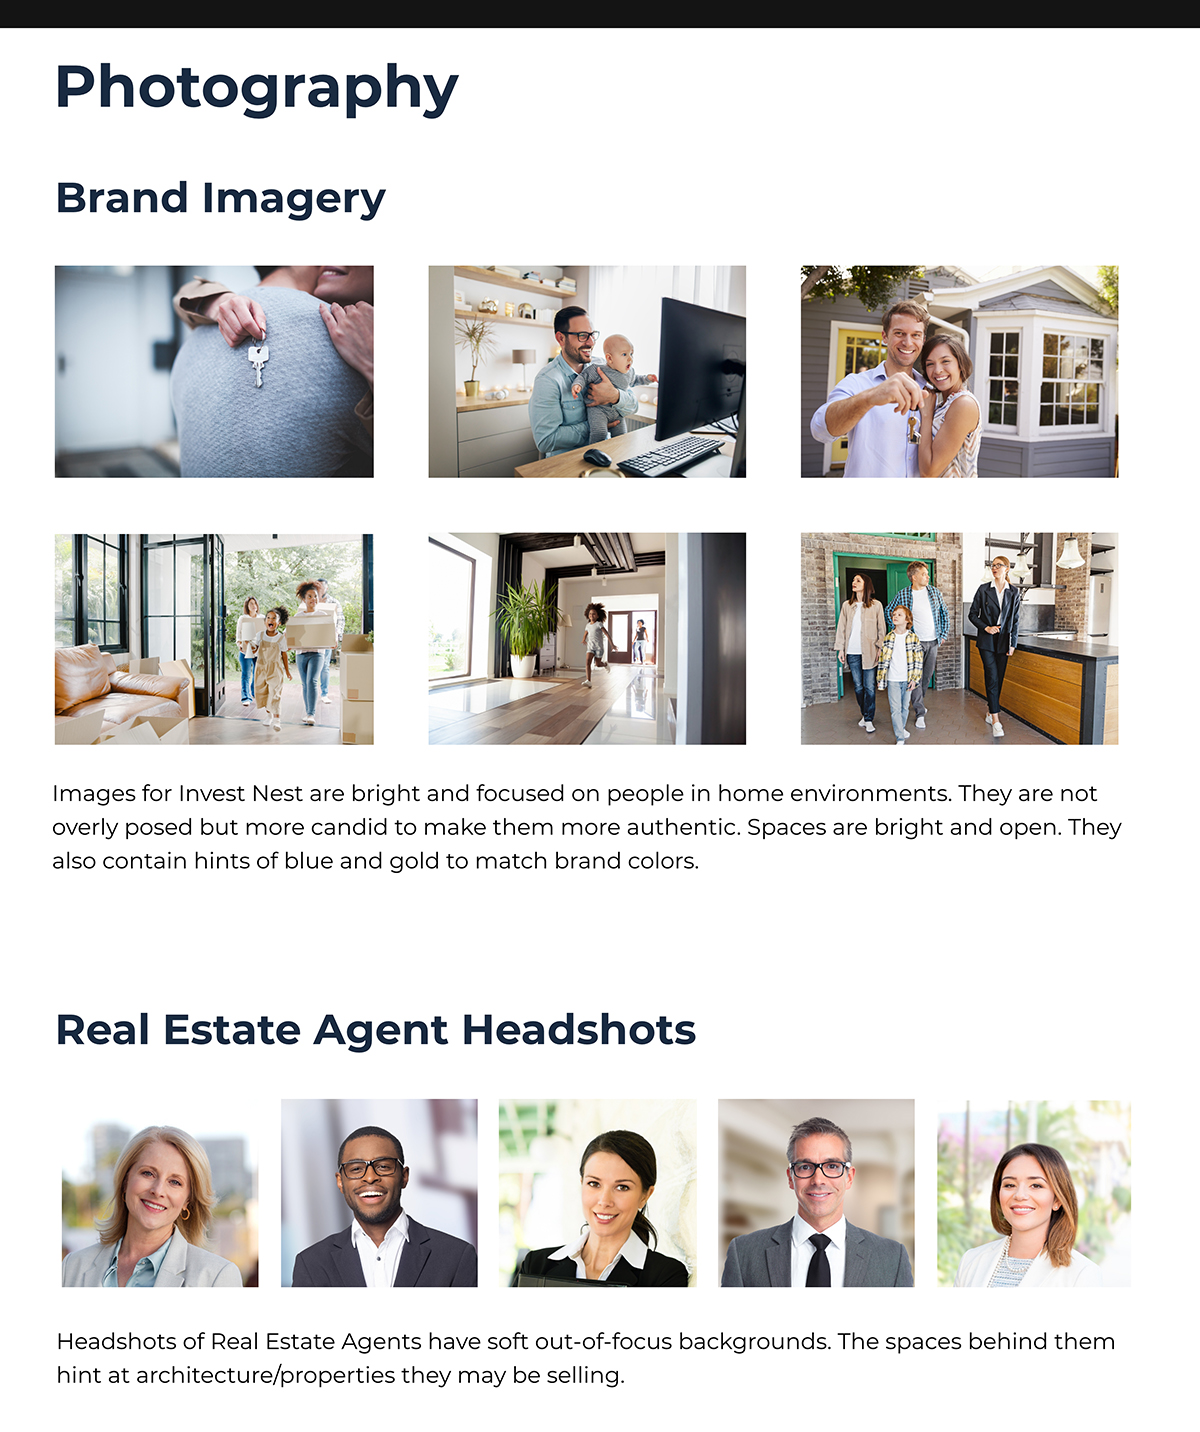 Photography
Brand Imagery
Images for Invest Nest are bright and focused on people in home environments. They are not
overly posed but more candid to make them more authentic. Spaces are bright and open. They
also contain hints of blue and gold to match brand colors.
Real Estate Agent Headshots
Headshots of Real Estate Agents have soft out-of-focus backgrounds. The spaces behind them
hint at architecture/properties they may be selling.